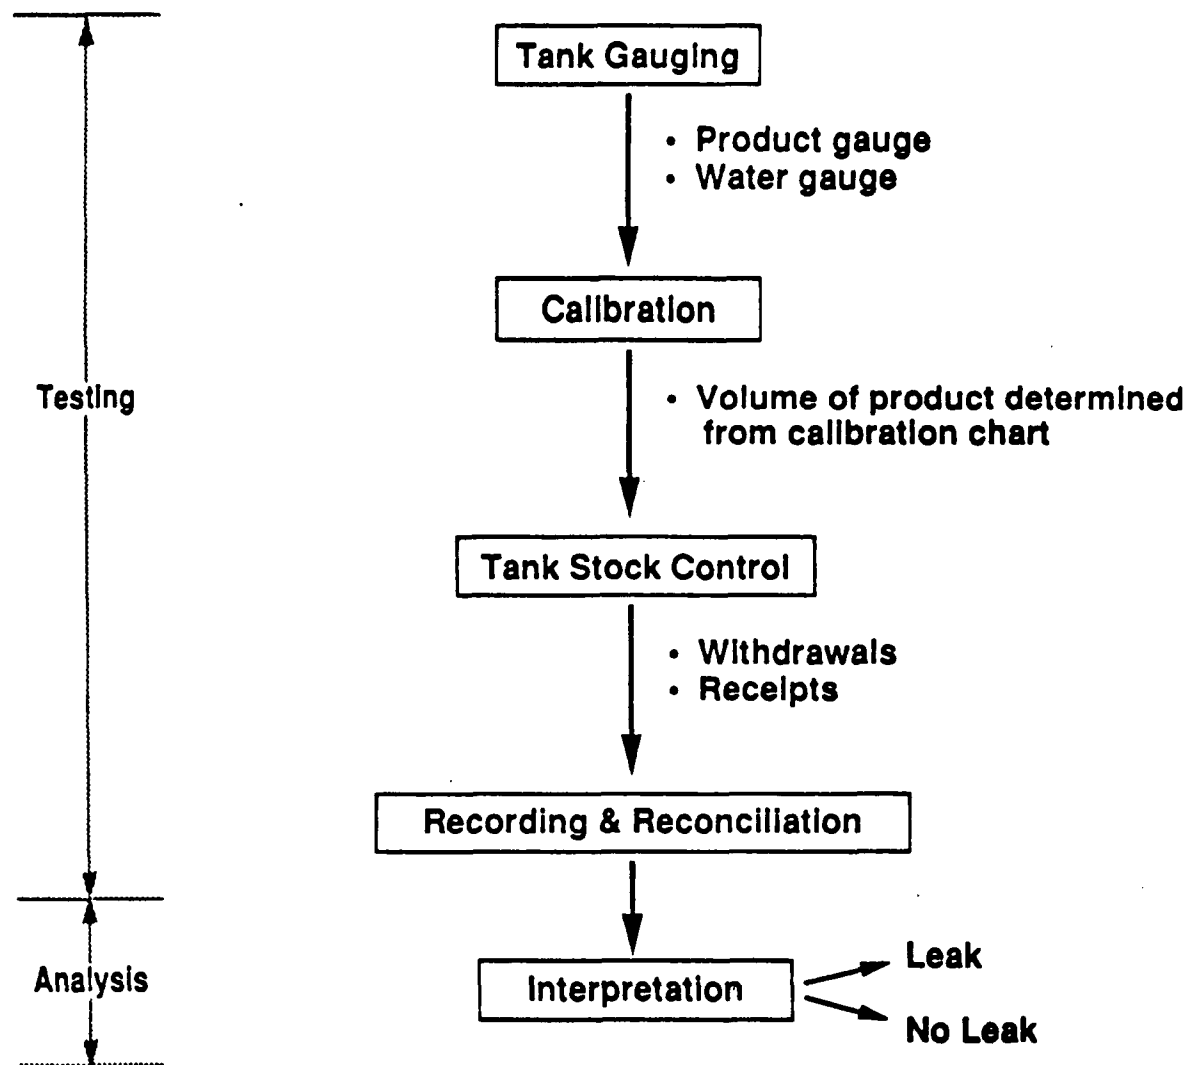 Tank Gauging
• Product gauge
• Water gauge
Calibration
Testing
• Volume of product determined
from calibration chart
Tank Stock Control
• Withdrawals
• Receipts
Recording & Reconciliation
Analysis
Interpretation
Leak
No Leak